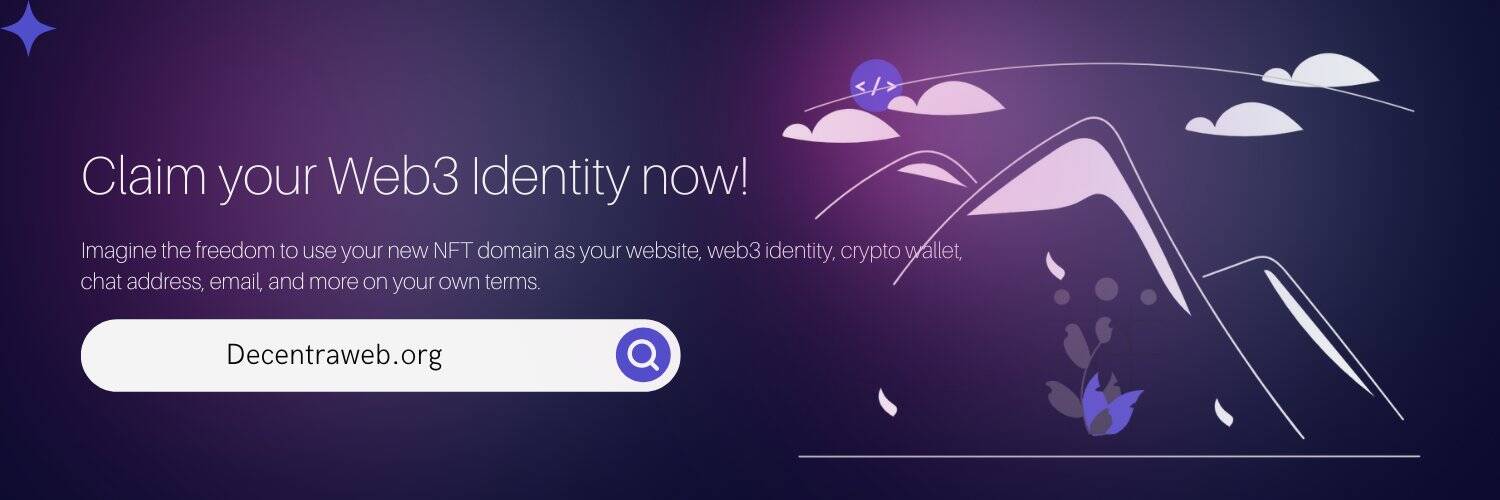 </>
Claim your Web3 Identity now!
Imagine the freedom to use your new NFT domain as your website, web3 identity, crypto wallet,
chat address, email, and more on your own terms.
Decentraweb.org